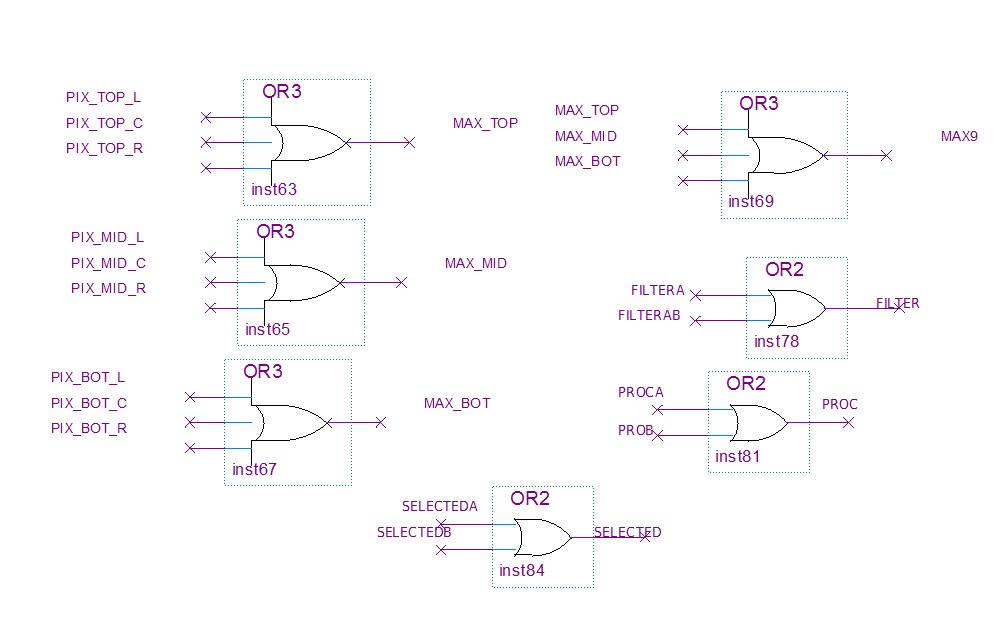 OR3
PIX_TOP_L
PIX_TOP_C
PIX_TOP_R
MAX_TOP
inst63
OR3
MAX_TOP
MAX_MID
MAX_BOT
MAX9
inst69
OR3
PIX_MID_L
PIX_MID_C
PIX_MID_R
MAX_MID
inst65
OR2
FILTERA
FILTERAB
FILTER
inst78
OR3
PIX_BOT_L
PIX_BOT_C
PIX_BOT_R
MAX_BOT
inst67
OR2
PROCA
PROB
PROC
inst81
OR2
SELECTEDA
SELECTEDB
SELECTED
inst84